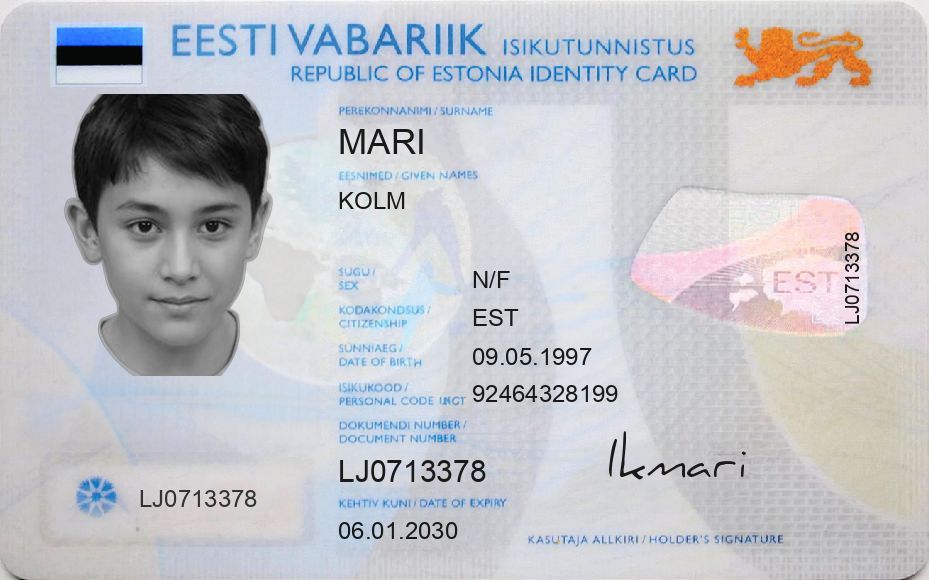 EESTI VABARIIK ISIKUTUNNISTUS
REPUBLIC OF ESTONIA IDENTITY CARD
PEREKONNANIMI / SURNAME
MARI
EESNIMED / GIVEN NAMES
KOLM
SUGU /
SEX
N/F
KODAKONDSUS /
CITIZENSHIP
EST
SÜNNIAEG /
DATE OF BIRTH
09.05.1997
ISIKUKOOD /
PERSONAL CODE
92464328199
DOKUMENDI NUMBER /
DOCUMENT NUMBER
LJ0713378
KEHTIV KUNI / DATE OF EXPIRY
06.01.2030
LJ0713378
EST
LJ0713378
Ikmari
KASUTAJA ALLKIRI / HOLDER'S SIGNATURE